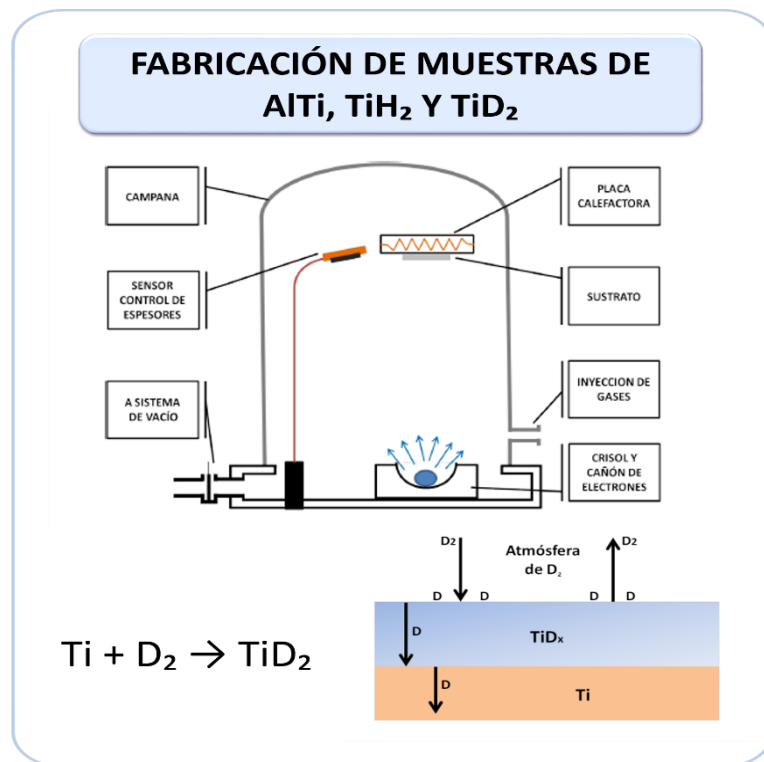 FABRICACIÓN DE MUESTRAS DE
AlTi, TiH₂ Y TiD₂
CAMPANA
PLACA
CALEFACTORA
SENSOR
CONTROL DE
ESPESORES
SUSTRATO
A SISTEMA
DE VACÍO
INYECCION DE
GASES
CRISOL Y
CAÑÓN DE
ELECTRONES
D2
Atmósfera
de D₂
D2
D D D D
D
TiDₓ
D
Ti
Ti + D₂ → TiD₂